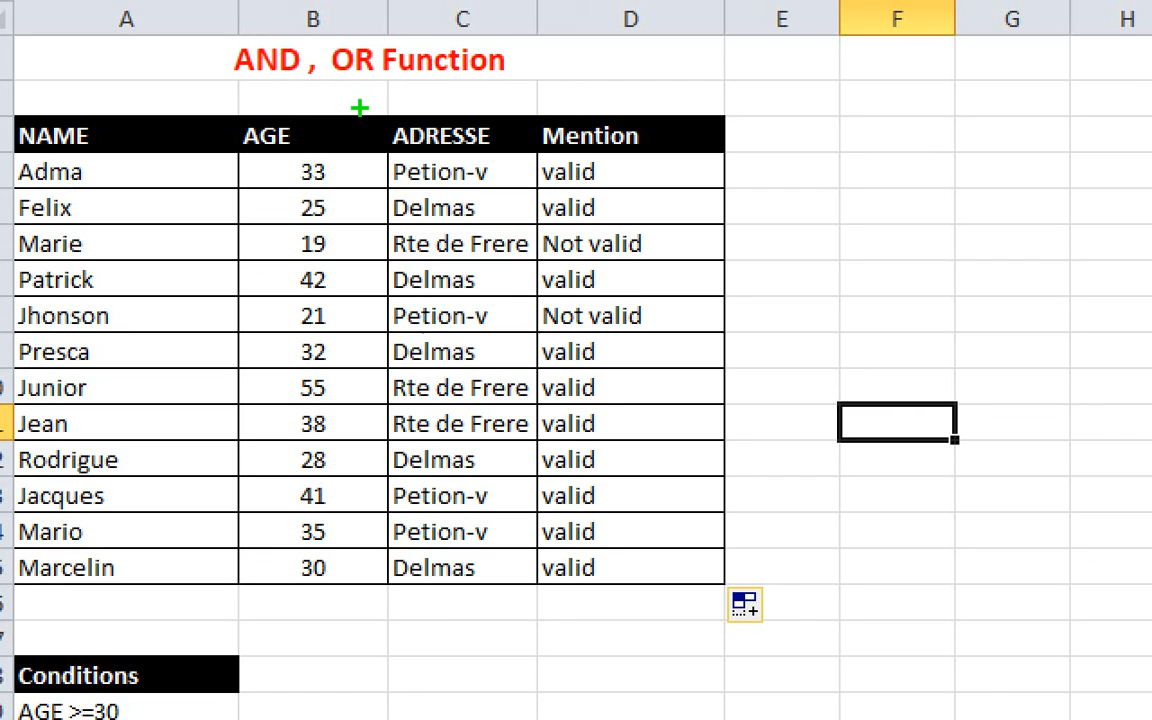 A B C D E F G H
AND , OR Function
NAME AGE ADRESSE Mention
Adma 33 Petion-v valid
Felix 25 Delmas valid
Marie 19 Rte de Frere Not valid
Patrick 42 Delmas valid
Jhonson 21 Petion-v Not valid
Presca 32 Delmas valid
Junior 55 Rte de Frere valid
Jean 38 Rte de Frere valid
Rodrigue 28 Delmas valid
Jacques 41 Petion-v valid
Mario 35 Petion-v valid
Marcelin 30 Delmas valid
Conditions
AGE >=30